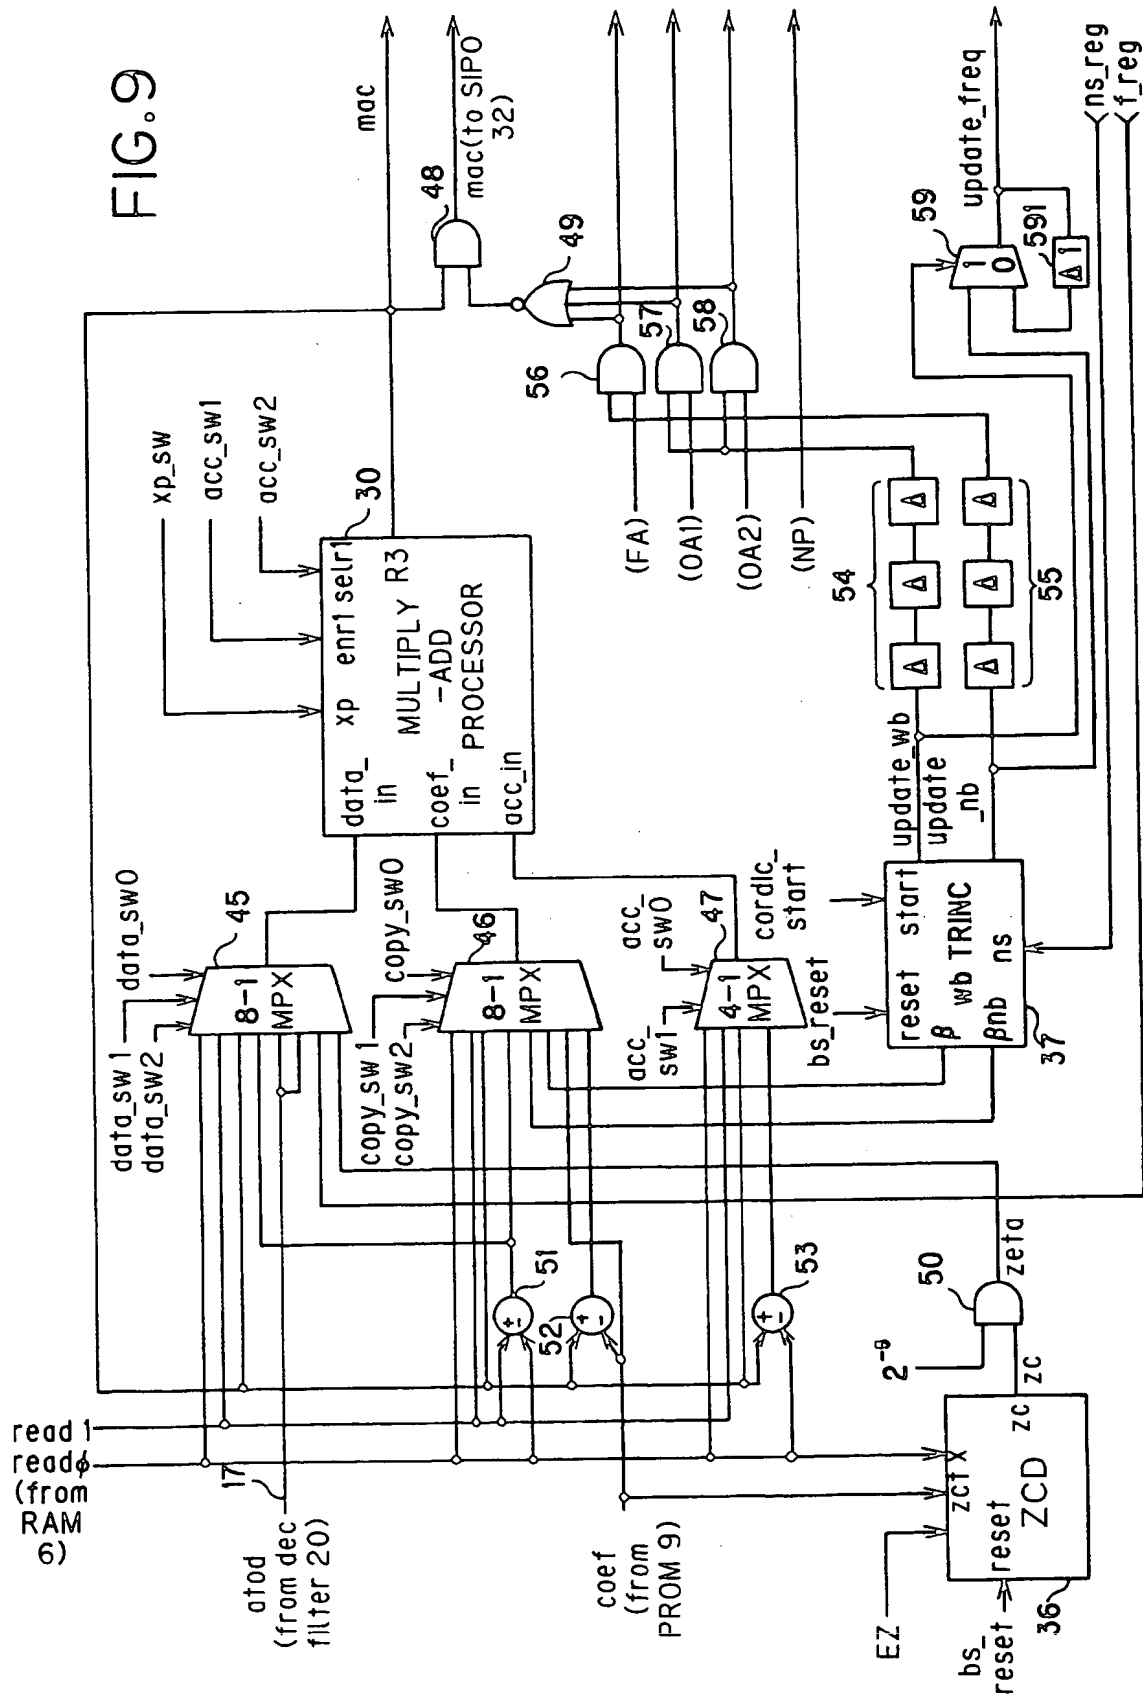 FIG.9
mac
mac(to SIPO
32)
48
49
xp_sw
acc_sw1
acc_sw2
30
xp
enr1
selr1
MULTIPLY
R3
-ADD
PROCESSOR
data_
in
coef_
in
acc_in
data_sw0
data_sw1
data_sw2
45
8-1
MPX
copy_sw0
copy_sw1
copy_sw2
46
8-1
MPX
acc_
sw0
acc_
sw1
47
4-1
MPX
56
57
58
(FA)
(OA1)
(OA2)
(NP)
59
1
0
591
Δ1
update_freq
ns_reg
f_reg
54
Δ
Δ
Δ
Δ
Δ
Δ
55
update_wb
update
_nb
cordic_
start
bs_reset
reset
start
β
wb TRINC
βnb
ns
37
read 1
readϕ
(from
RAM
6)
17
atod
(from dec
filter 20)
±
51
52
+
-
±
53
coef
(from
PROM 9)
50
zeta
zc
EZ
zct
x
zc
ZCD
reset
bs_
reset
36